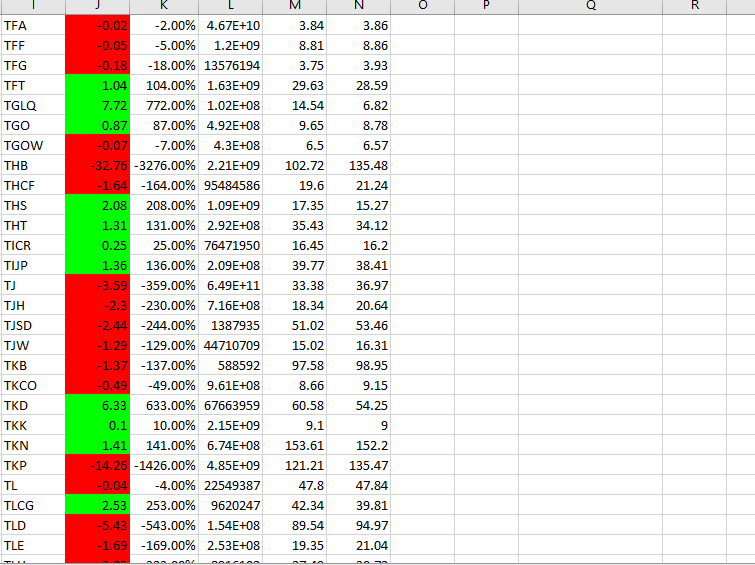 I J K L M N O P Q R
TFA -0.02 -2.00% 4.67E+10 3.84 3.86
TFF -0.05 -5.00% 1.2E+09 8.81 8.86
TFG -0.18 -18.00% 13576194 3.75 3.93
TFT 1.04 104.00% 1.63E+09 29.63 28.59
TGLQ 7.72 772.00% 1.02E+08 14.54 6.82
TGO 0.87 87.00% 4.92E+08 9.65 8.78
TGOW -0.07 -7.00% 4.3E+08 6.5 6.57
THB -32.76 -3276.00% 2.21E+09 102.72 135.48
THCF -1.64 -164.00% 95484586 19.6 21.24
THS 2.08 208.00% 1.09E+09 17.35 15.27
THT 1.31 131.00% 2.92E+08 35.43 34.12
TICR 0.25 25.00% 76471950 16.45 16.2
TIJP 1.36 136.00% 2.09E+08 39.77 38.41
TJ -3.59 -359.00% 6.49E+11 33.38 36.97
TJH -2.3 -230.00% 7.16E+08 18.34 20.64
TJSD -2.44 -244.00% 1387935 51.02 53.46
TJW -1.29 -129.00% 44710709 15.02 16.31
TKB -1.37 -137.00% 588592 97.58 98.95
TKCO -0.49 -49.00% 9.61E+08 8.66 9.15
TKD 6.33 633.00% 67663959 60.58 54.25
TKK 0.1 10.00% 2.15E+09 9.1 9
TKN 1.41 141.00% 6.74E+08 153.61 152.2
TKP -14.26 -1426.00% 4.85E+09 121.21 135.47
TL -0.04 -4.00% 22549387 47.8 47.84
TLCG 2.53 253.00% 9620247 42.34 39.81
TLD -5.43 -543.00% 1.54E+08 89.54 94.97
TLE -1.69 -169.00% 2.53E+08 19.35 21.04